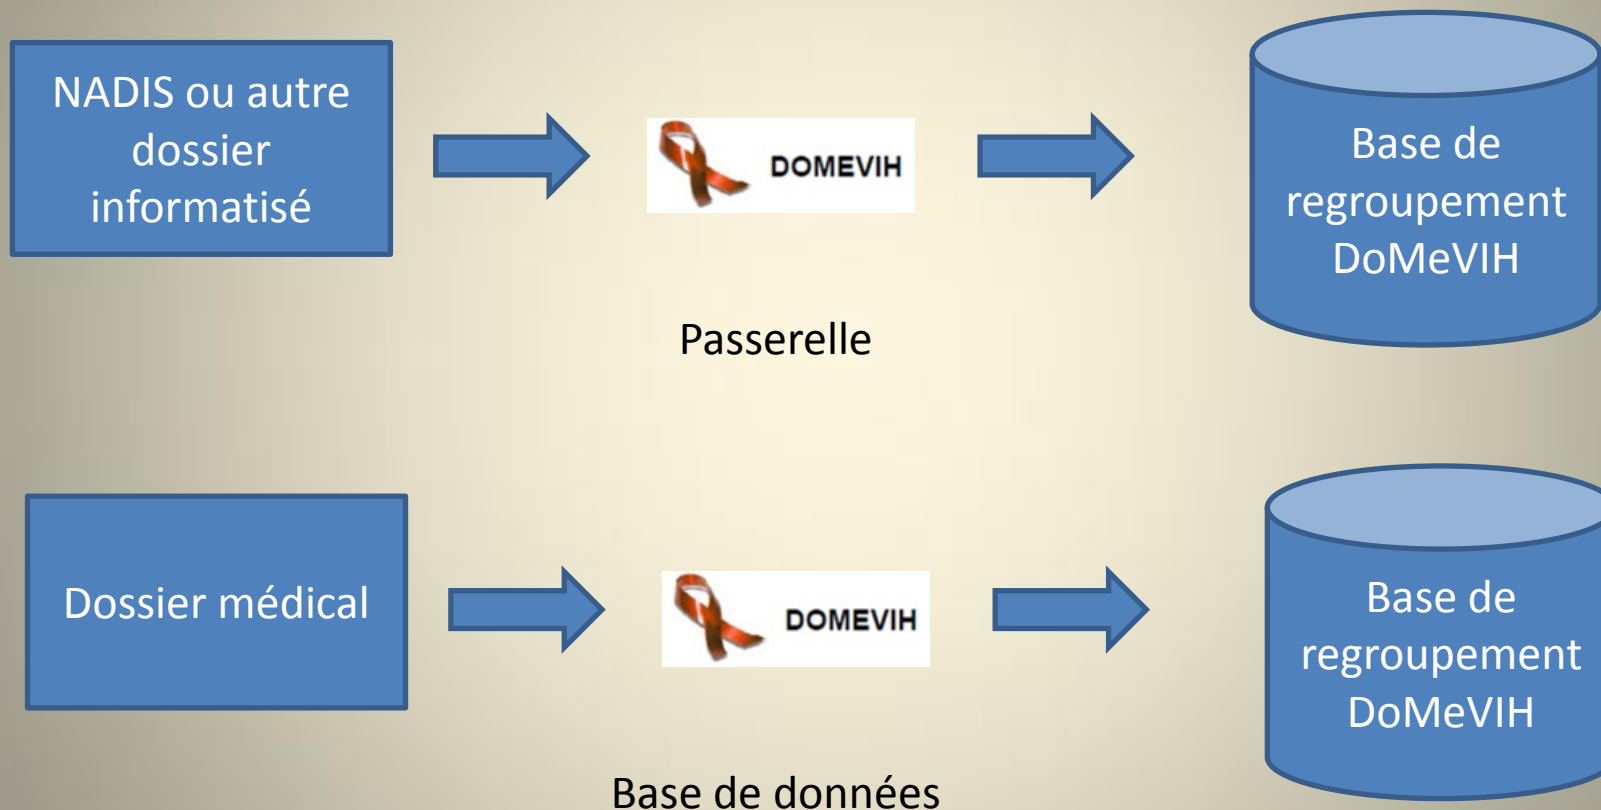 NADIS ou autre
dossier
informatisé
DOMEVIH
Base de
regroupement
DoMeVIH
Passerelle
Dossier médical
DOMEVIH
Base de
regroupement
DoMeVIH
Base de données